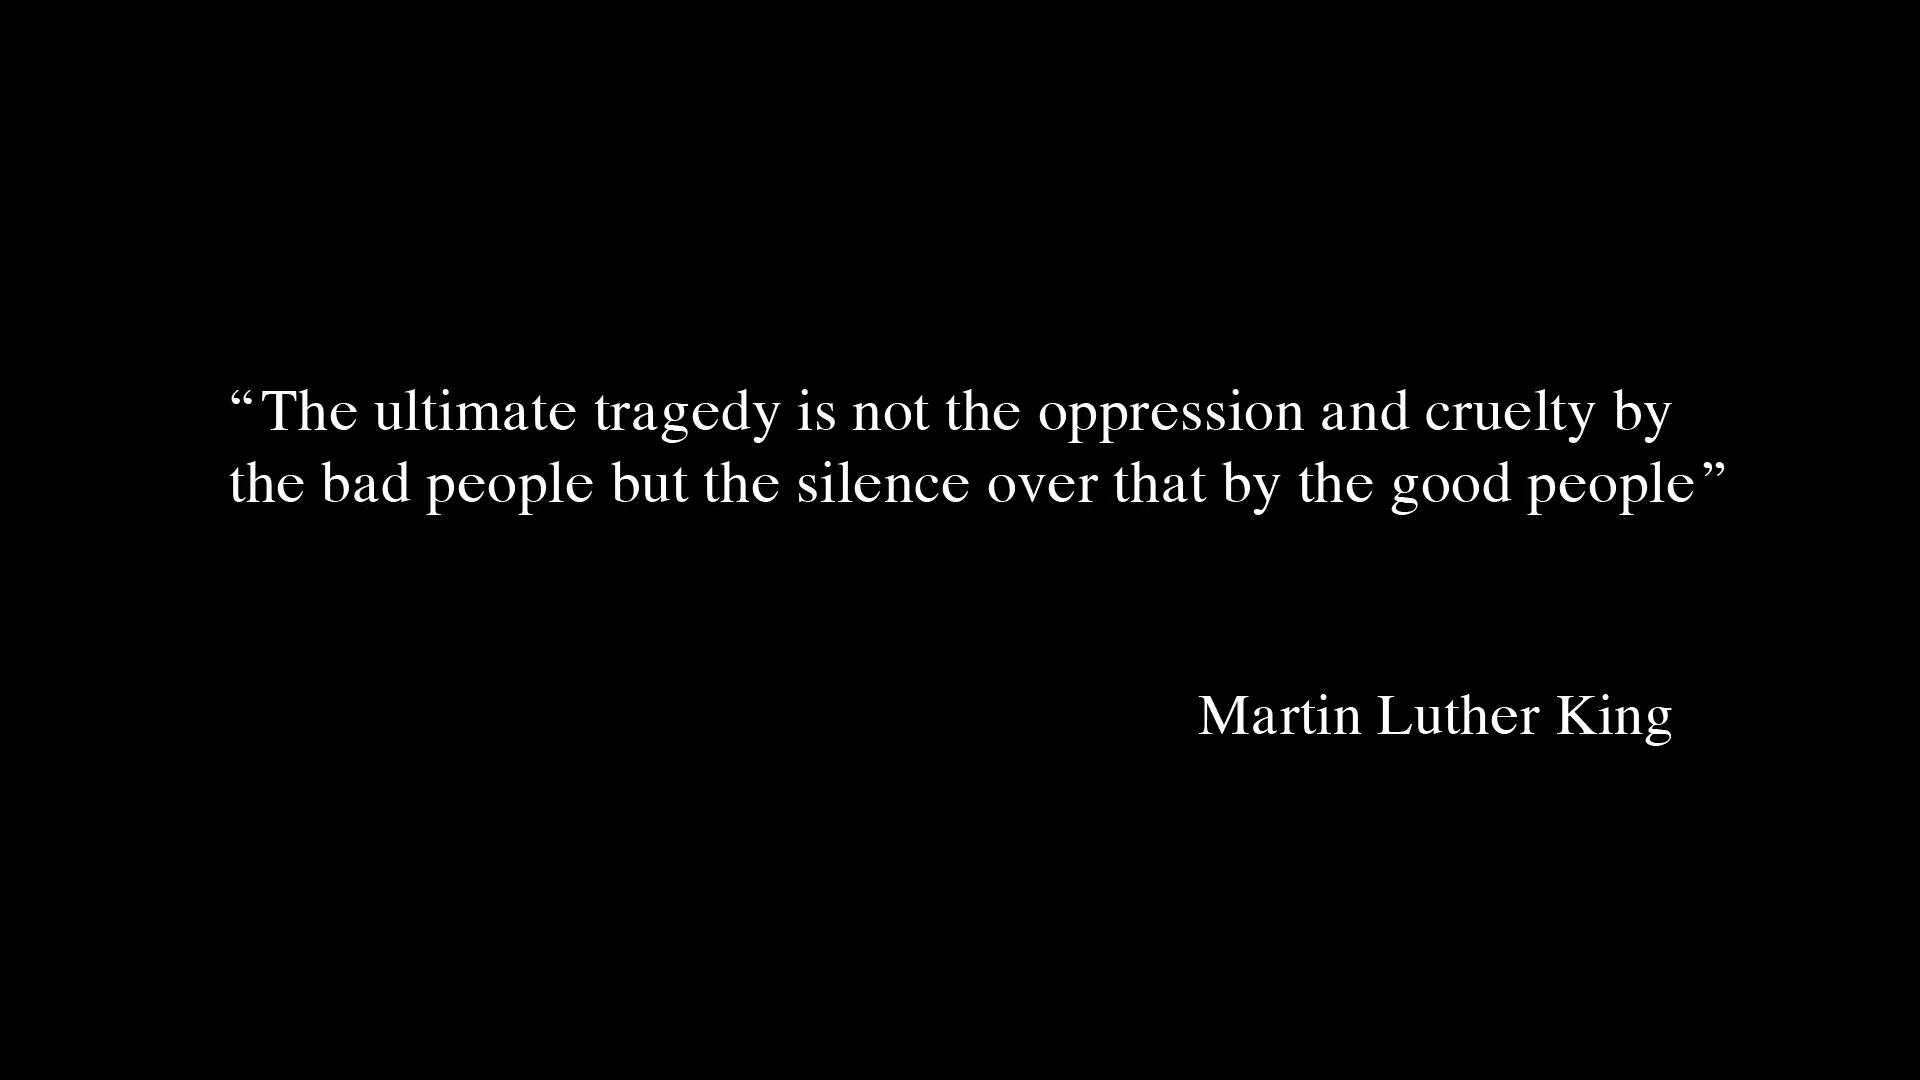 “The ultimate tragedy is not the oppression and cruelty by
the bad people but the silence over that by the good people”
Martin Luther King